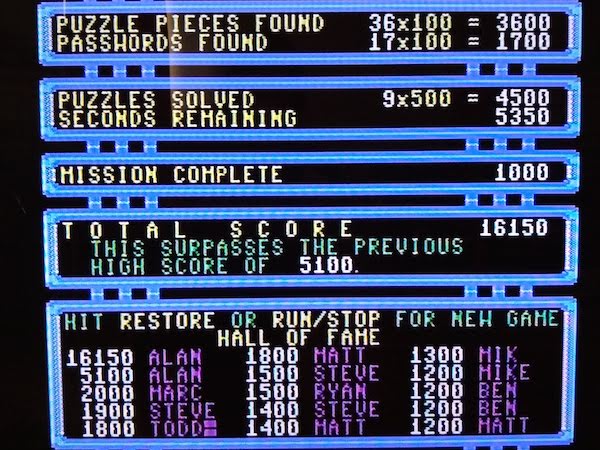 PUZZLE PIECES FOUND 36x100 = 3600
PASSWORDS FOUND 17x100 = 1700
PUZZLES SOLVED 9x500 = 4500
SECONDS REMAINING 5350
MISSION COMPLETE 1000
TOTAL SCORE 16150
THIS SURPASSES THE PREVIOUS
HIGH SCORE OF 5100.
HIT RESTORE OR RUN/STOP FOR NEW GAME
HALL OF FAME
16150 ALAN 1800 MATT 1300 MIK
5100 ALAN 1500 STEVE 1200 MIKE
2000 MARC 1500 RYAN 1200 BEN
1900 STEVE 1400 STEVE 1200 BEN
1800 TODD 1400 MATT 1200 MATT